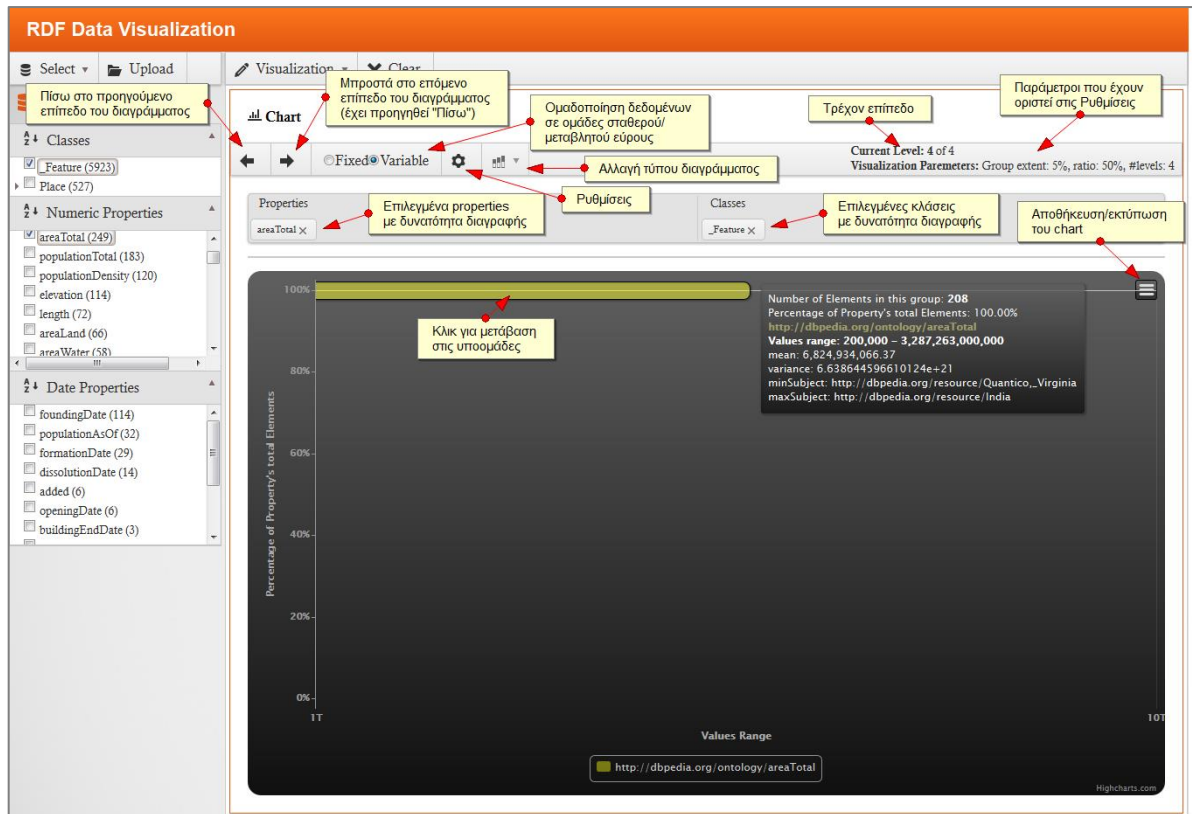 RDF Data Visualization
Select
Upload
Visualization
Clear
Πίσω στο προηγούμενο
επίπεδο του διαγράμματος
Μπροστά στο επόμενο
επίπεδο του διαγράμματος
(έχει προηγηθεί "Πίσω")
Ομαδοποίηση δεδομένων
σε ομάδες σταθερού/
μεταβλητού εύρους
Τρέχον επίπεδο
Παράμετροι που έχουν
οριστεί στις Ρυθμίσεις
Chart
Classes
_Feature (5923)
Place (527)
Fixed
Variable
Αλλαγή τύπου διαγράμματος
Current Level: 4 of 4
Visualization Paremeters: Group extent: 5%, ratio: 50%, #levels: 4
Ρυθμίσεις
Properties
areaTotal
Επιλεγμένα properties
με δυνατότητα διαγραφής
Classes
_Feature
Επιλεγμένες κλάσεις
με δυνατότητα διαγραφής
Αποθήκευση/εκτύπωση
του chart
Numeric Properties
areaTotal (249)
populationTotal (183)
populationDensity (120)
elevation (114)
length (72)
areaLand (66)
areaWater (58)
Date Properties
foundingDate (114)
populationAsOf (32)
formationDate (29)
dissolutionDate (14)
added (6)
openingDate (6)
buildingEndDate (3)
100%
80%
60%
40%
20%
0%
Percentage of Property's total Elements
Κλικ για μετάβαση
στις υποομάδες
Number of Elements in this group: 208
Percentage of Property's total Elements: 100.00%
http://dbpedia.org/ontology/areaTotal
Values range: 200,000 – 3,287,263,000,000
mean: 6,824,934,066.37
variance: 6.638644596610124e+21
minSubject: http://dbpedia.org/resource/Quantico,_Virginia
maxSubject: http://dbpedia.org/resource/India
1T
10T
Values Range
http://dbpedia.org/ontology/areaTotal
Highcharts.com